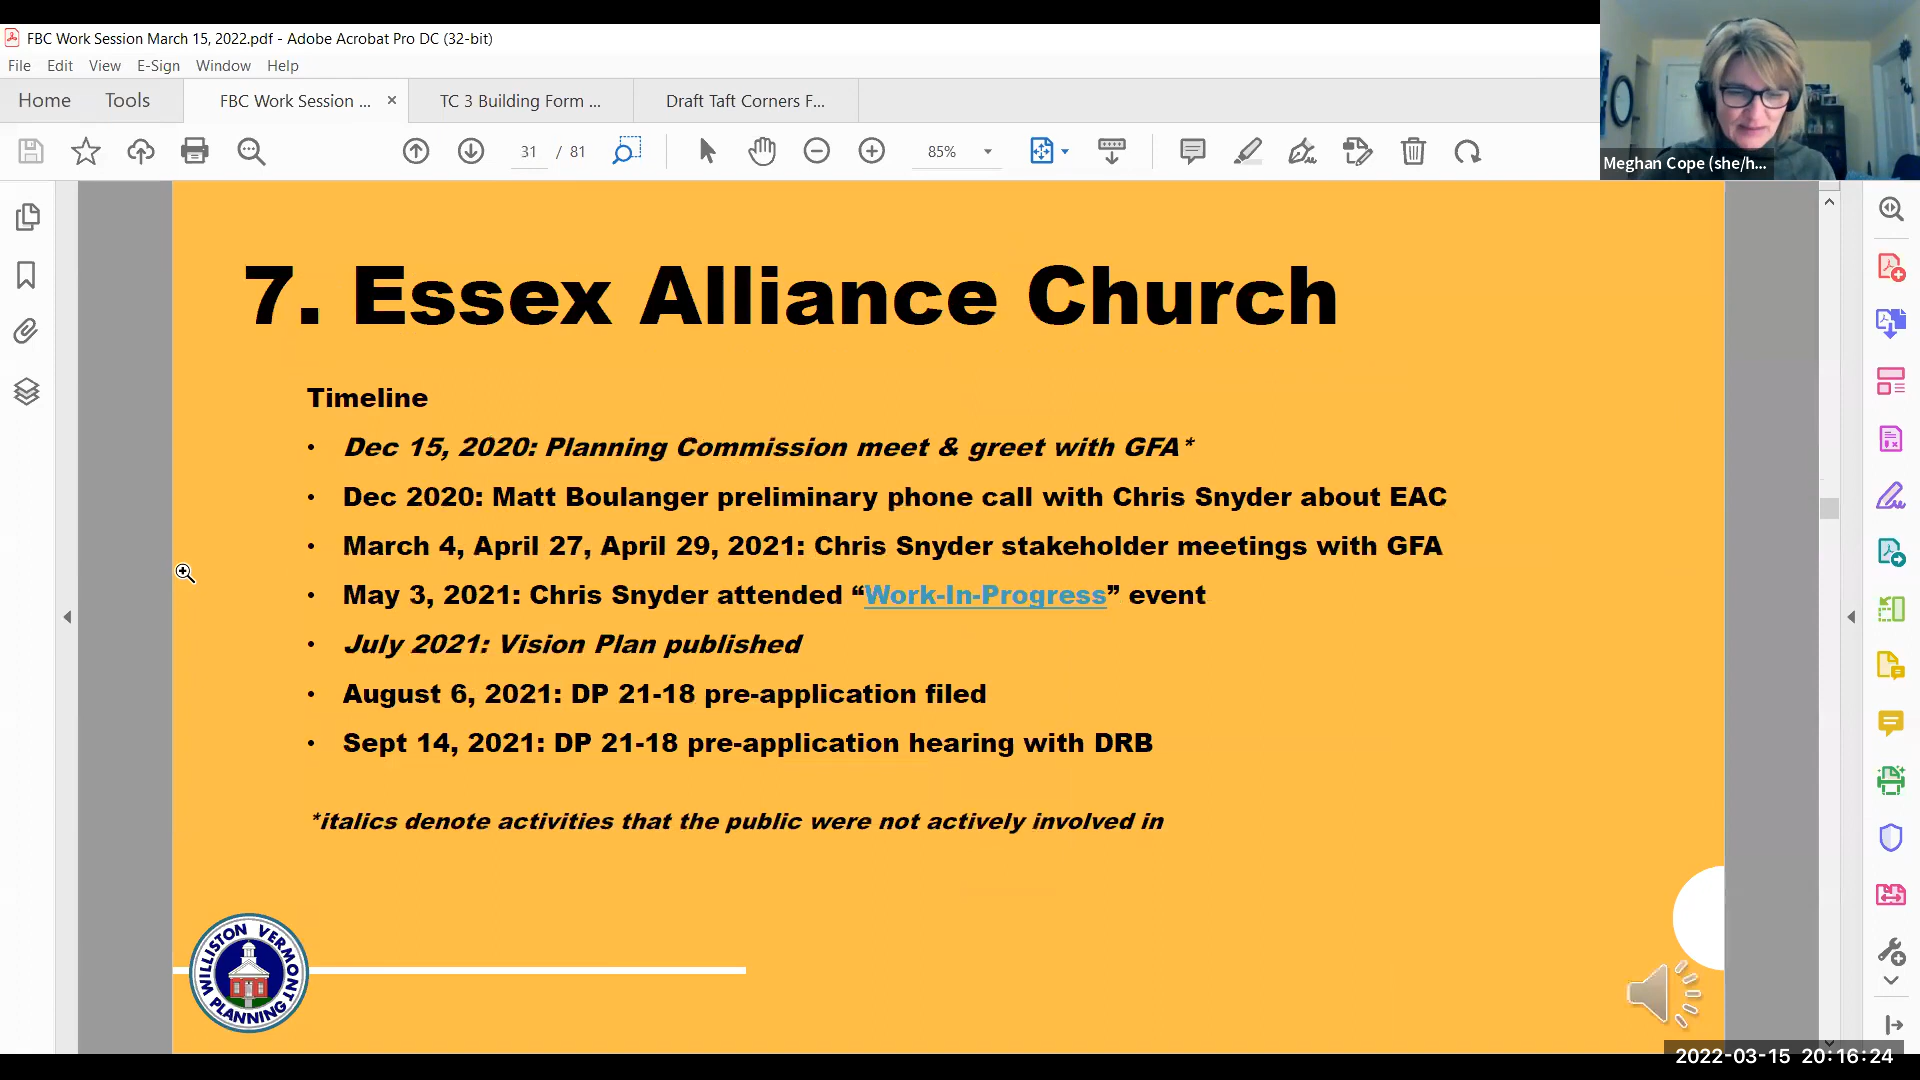 FBC Work Session March 15, 2022.pdf - Adobe Acrobat Pro DC (32-bit)
File Edit View E-Sign Window Help
Home Tools FBC Work Session ... × TC 3 Building Form ... Draft Taft Corners F...
31 / 81 85%
Meghan Cope (she/h...
7. Essex Alliance Church
Timeline
• Dec 15, 2020: Planning Commission meet & greet with GFA*
• Dec 2020: Matt Boulanger preliminary phone call with Chris Snyder about EAC
• March 4, April 27, April 29, 2021: Chris Snyder stakeholder meetings with GFA
• May 3, 2021: Chris Snyder attended “Work-In-Progress” event
• July 2021: Vision Plan published
• August 6, 2021: DP 21-18 pre-application filed
• Sept 14, 2021: DP 21-18 pre-application hearing with DRB
*italics denote activities that the public were not actively involved in
WILLISTON VERMONT
PLANNING
2022-03-15 20:16:24